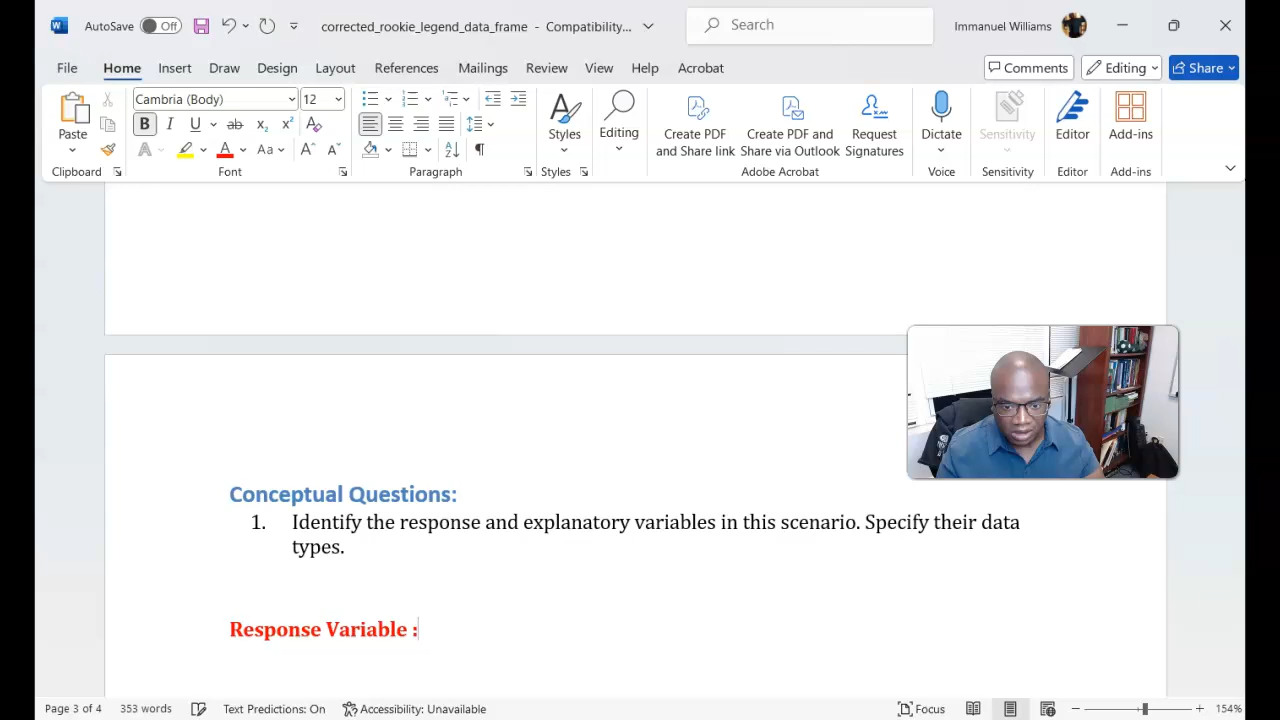 AutoSave Off corrected_rookie_legend_data_frame - Compatibility... Search Immanuel Williams
File Home Insert Draw Design Layout References Mailings Review View Help Acrobat Comments Editing Share
Cambria (Body) 12
Paste Styles Editing Create PDF and Share link Create PDF and Share via Outlook Request Signatures Dictate Sensitivity Editor Add-ins
Clipboard Font Paragraph Styles Adobe Acrobat Voice Sensitivity Editor Add-ins
Conceptual Questions:
1. Identify the response and explanatory variables in this scenario. Specify their data
types.
Response Variable :
Page 3 of 4 353 words Text Predictions: On Accessibility: Unavailable Focus 154%